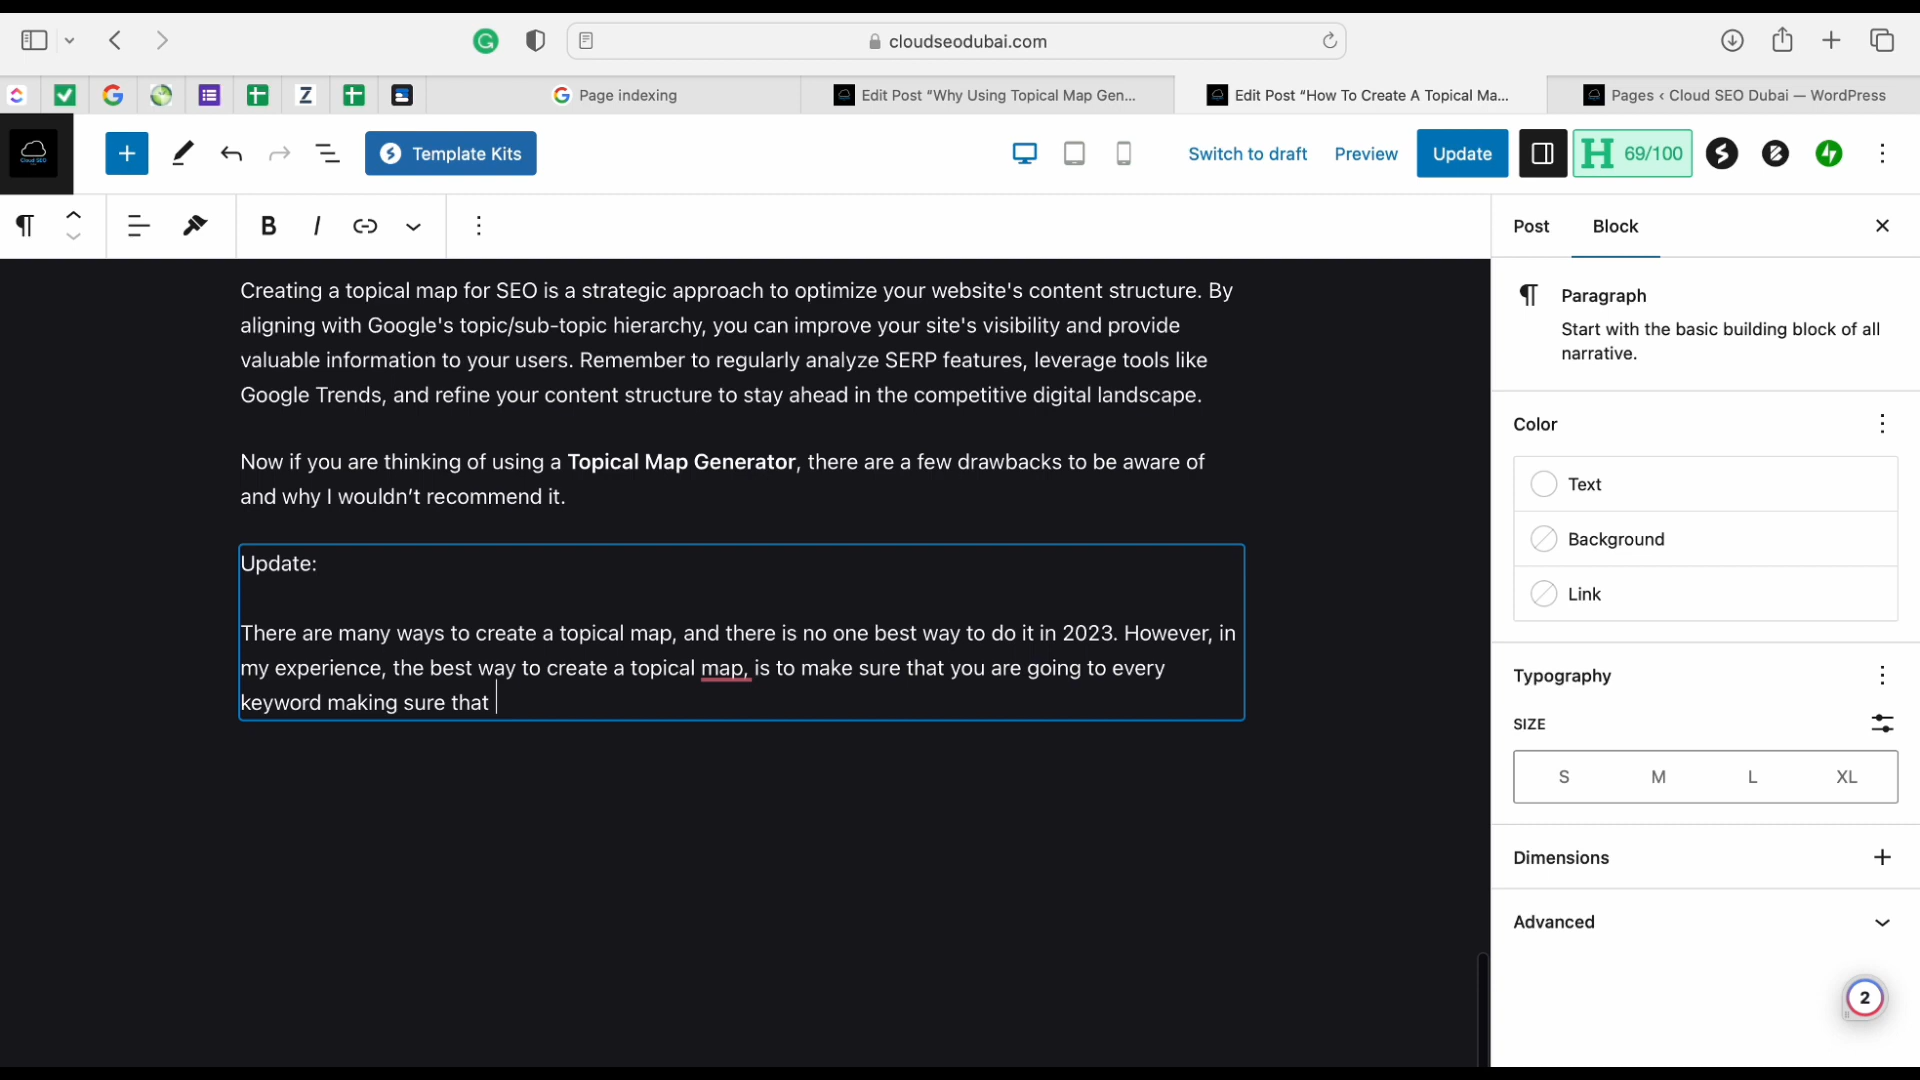 cloudseodubai.com
Page indexing
Edit Post “Why Using Topical Map Gen...
Edit Post “How To Create A Topical Ma...
Pages ‹ Cloud SEO Dubai — WordPress
Cloud SEO
Template Kits
Switch to draft
Preview
Update
69/100
Post
Block
Creating a topical map for SEO is a strategic approach to optimize your website's content structure. By
aligning with Google's topic/sub-topic hierarchy, you can improve your site's visibility and provide
valuable information to your users. Remember to regularly analyze SERP features, leverage tools like
Google Trends, and refine your content structure to stay ahead in the competitive digital landscape.
Now if you are thinking of using a Topical Map Generator, there are a few drawbacks to be aware of
and why I wouldn’t recommend it.
Update:
There are many ways to create a topical map, and there is no one best way to do it in 2023. However, in
my experience, the best way to create a topical map, is to make sure that you are going to every
keyword making sure that
Paragraph
Start with the basic building block of all
narrative.
Color
Text
Background
Link
Typography
SIZE
S M L XL
Dimensions
Advanced
2